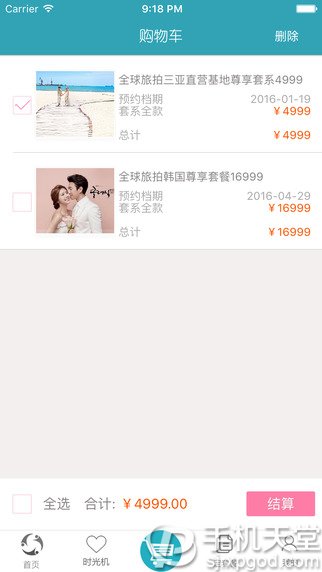 Carrier 9:18 PM
购物车 删除
全球旅拍三亚直营基地尊享套系4999
预约档期 2016-01-19
套系全款 ￥4999
总计 ￥4999
全球旅拍韩国尊享套餐16999
预约档期 2016-04-29
套系全款 ￥16999
总计 ￥16999
全选 合计: ￥4999.00 结算
首页 时光机
手机天堂
sjapgod.com